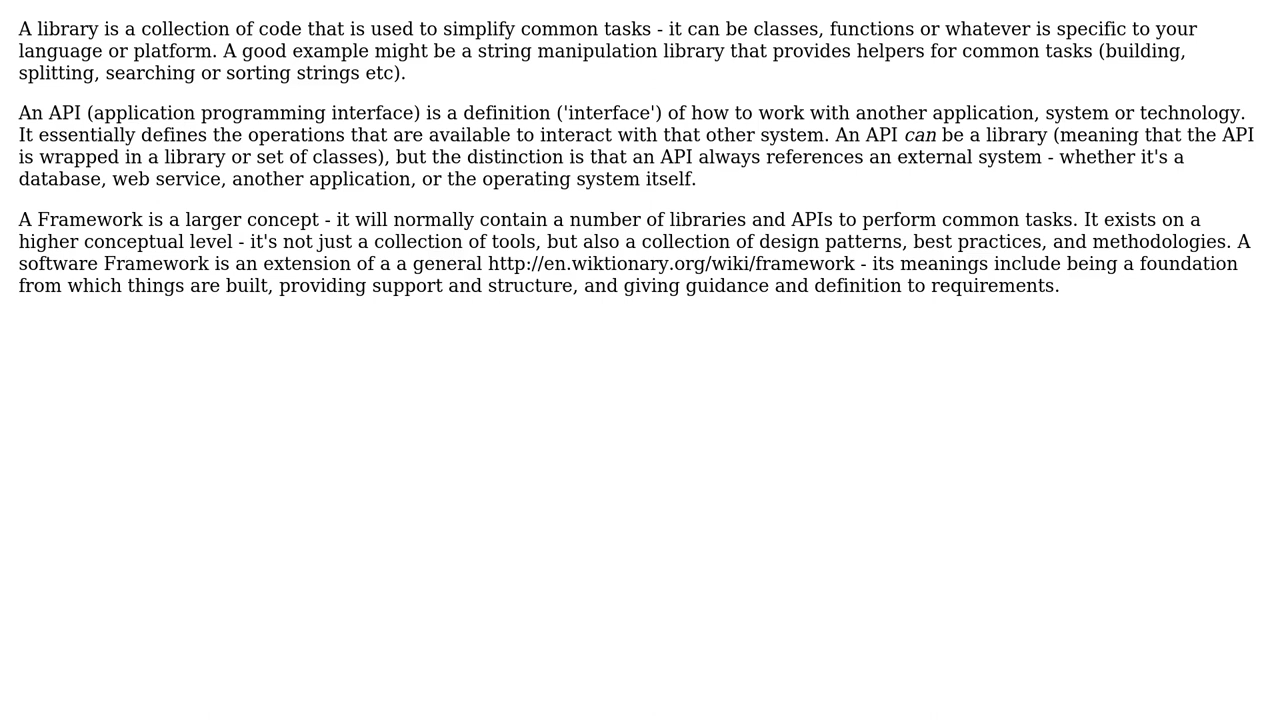 A library is a collection of code that is used to simplify common tasks - it can be classes, functions or whatever is specific to your
language or platform. A good example might be a string manipulation library that provides helpers for common tasks (building,
splitting, searching or sorting strings etc).
An API (application programming interface) is a definition ('interface') of how to work with another application, system or technology.
It essentially defines the operations that are available to interact with that other system. An API can be a library (meaning that the API
is wrapped in a library or set of classes), but the distinction is that an API always references an external system - whether it's a
database, web service, another application, or the operating system itself.
A Framework is a larger concept - it will normally contain a number of libraries and APIs to perform common tasks. It exists on a
higher conceptual level - it's not just a collection of tools, but also a collection of design patterns, best practices, and methodologies. A
software Framework is an extension of a a general http://en.wiktionary.org/wiki/framework - its meanings include being a foundation
from which things are built, providing support and structure, and giving guidance and definition to requirements.